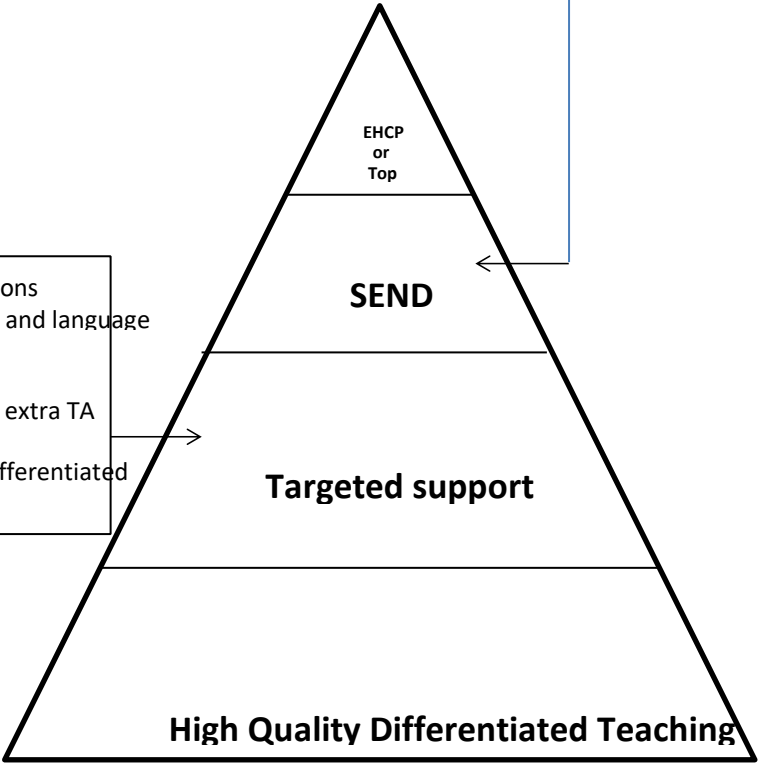 EHCP
or
Top
SEND
ons
and language
extra TA
fferentiated
Targeted support
High Quality Differentiated Teaching